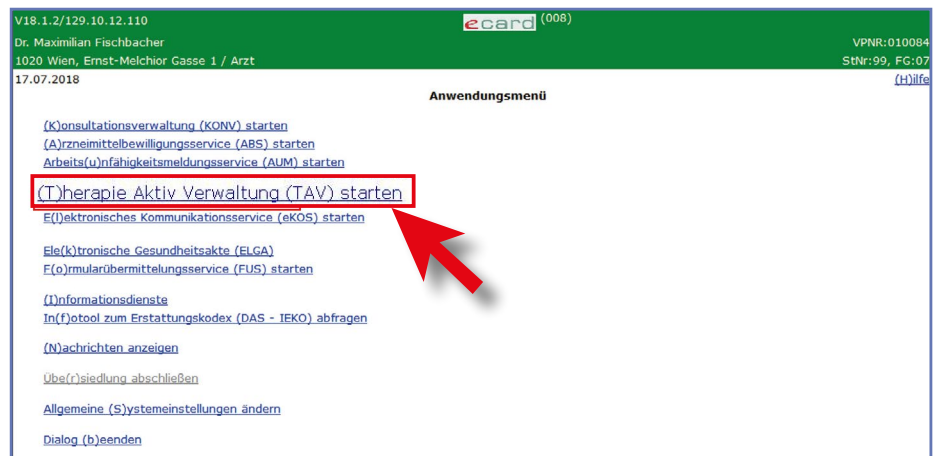 V18.1.2/129.10.12.110
ecard (008)
Dr. Maximilian Fischbacher
VPNR:010084
1020 Wien, Ernst-Melchior Gasse 1 / Arzt
StNr:99, FG:07
17.07.2018
(H)ilfe
Anwendungsmenü
(K)onsultationsverwaltung (KONV) starten
(A)rzneimittelbewilligungsservice (ABS) starten
Arbeits(u)nfähigkeitsmeldungsservice (AUM) starten
(T)herapie Aktiv Verwaltung (TAV) starten
E(l)ektronisches Kommunikationsservice (eKOS) starten
Ele(k)tronische Gesundheitsakte (ELGA)
F(o)rmularübermittelungsservice (FUS) starten
(I)nformationsdienste
In(f)otool zum Erstattungskodex (DAS - IEKO) abfragen
(N)achrichten anzeigen
Übe(r)siedlung abschließen
Allgemeine (S)ystemeinstellungen ändern
Dialog (b)eenden